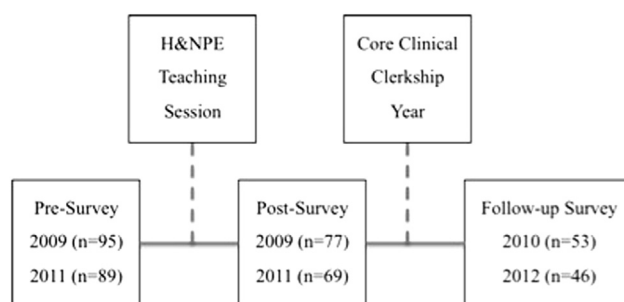 H&NPE
Teaching
Session
Core Clinical
Clerkship
Year
Pre-Survey
2009 (n=95)
2011 (n=89)
Post-Survey
2009 (n=77)
2011 (n=69)
Follow-up Survey
2010 (n=53)
2012 (n=46)